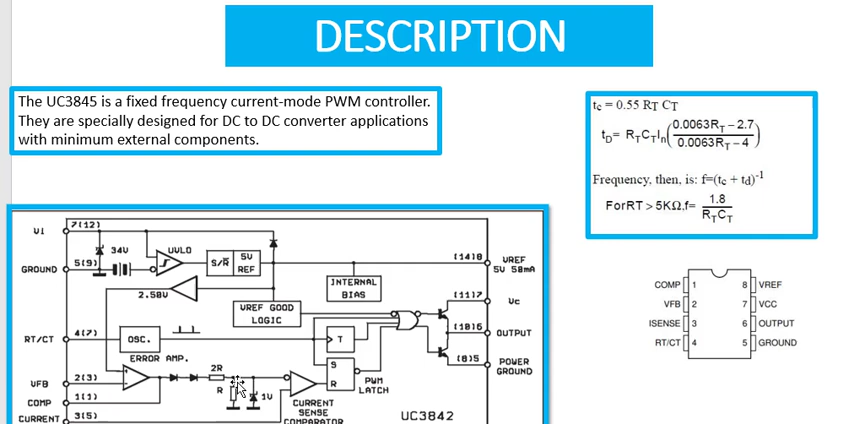 DESCRIPTION
The UC3845 is a fixed frequency current-mode PWM controller.
They are specially designed for DC to DC converter applications
with minimum external components.
tc = 0.55 RT CT
tD= RTCTIn(0.0063RT-2.7 / 0.0063RT-4)
Frequency, then, is: f=(tc + td)-1
ForRT > 5KΩ,f= 1.8 / RTCT
Vi 7(12)
34V
UVLO
S/R
5V
REF
(14)8 VREF
5V 50mA
GROUND 5(9)
INTERNAL
BIAS
2.50V
VREF GOOD
LOGIC
(11)7 Vc
RT/CT 4(7)
OSC.
T
(10)6 OUTPUT
ERROR AMP.
2R
S
R
(8)5 POWER
GROUND
VFB 2(3)
R
1V
PWM
LATCH
COMP 1(1)
CURRENT 3(5)
CURRENT
SENSE
COMPARATOR
UC3842
COMP 1 8 VREF
VFB 2 7 VCC
ISENSE 3 6 OUTPUT
RT/CT 4 5 GROUND